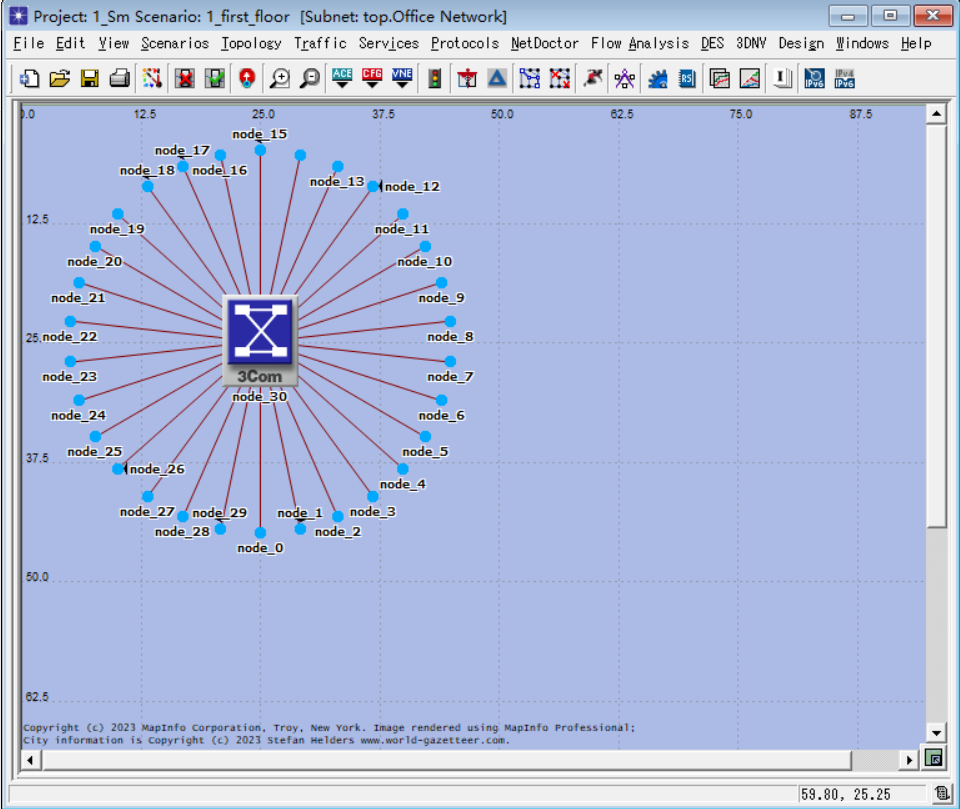 Project: 1_Sm Scenario: 1_first_floor [Subnet: top.Office Network]
File Edit View Scenarios Topology Traffic Services Protocols NetDoctor Flow Analysis DES 3DNV Design Windows Help
ACE CFG VNE RS IPv6 IPv4 IPv6
0.0 12.5 25.0 37.5 50.0 62.5 75.0 87.5
node_15
node_17
node_18 node_16 node_13 node_12
12.5
node_19 node_11
node_20 node_10
node_21 node_9
25. node_22 node_8
node_23 3Com node_7
node_30
node_24 node_6
node_25 node_5
37.5
node_26
node_4
node_27 node_29 node_1 node_3
node_28 node_2
node_0
50.0
62.5
Copyright (c) 2023 MapInfo Corporation, Troy, New York. Image rendered using MapInfo Professional;
City information is Copyright (c) 2023 Stefan Helders www.world-gazetteer.com.
59.80, 25.25